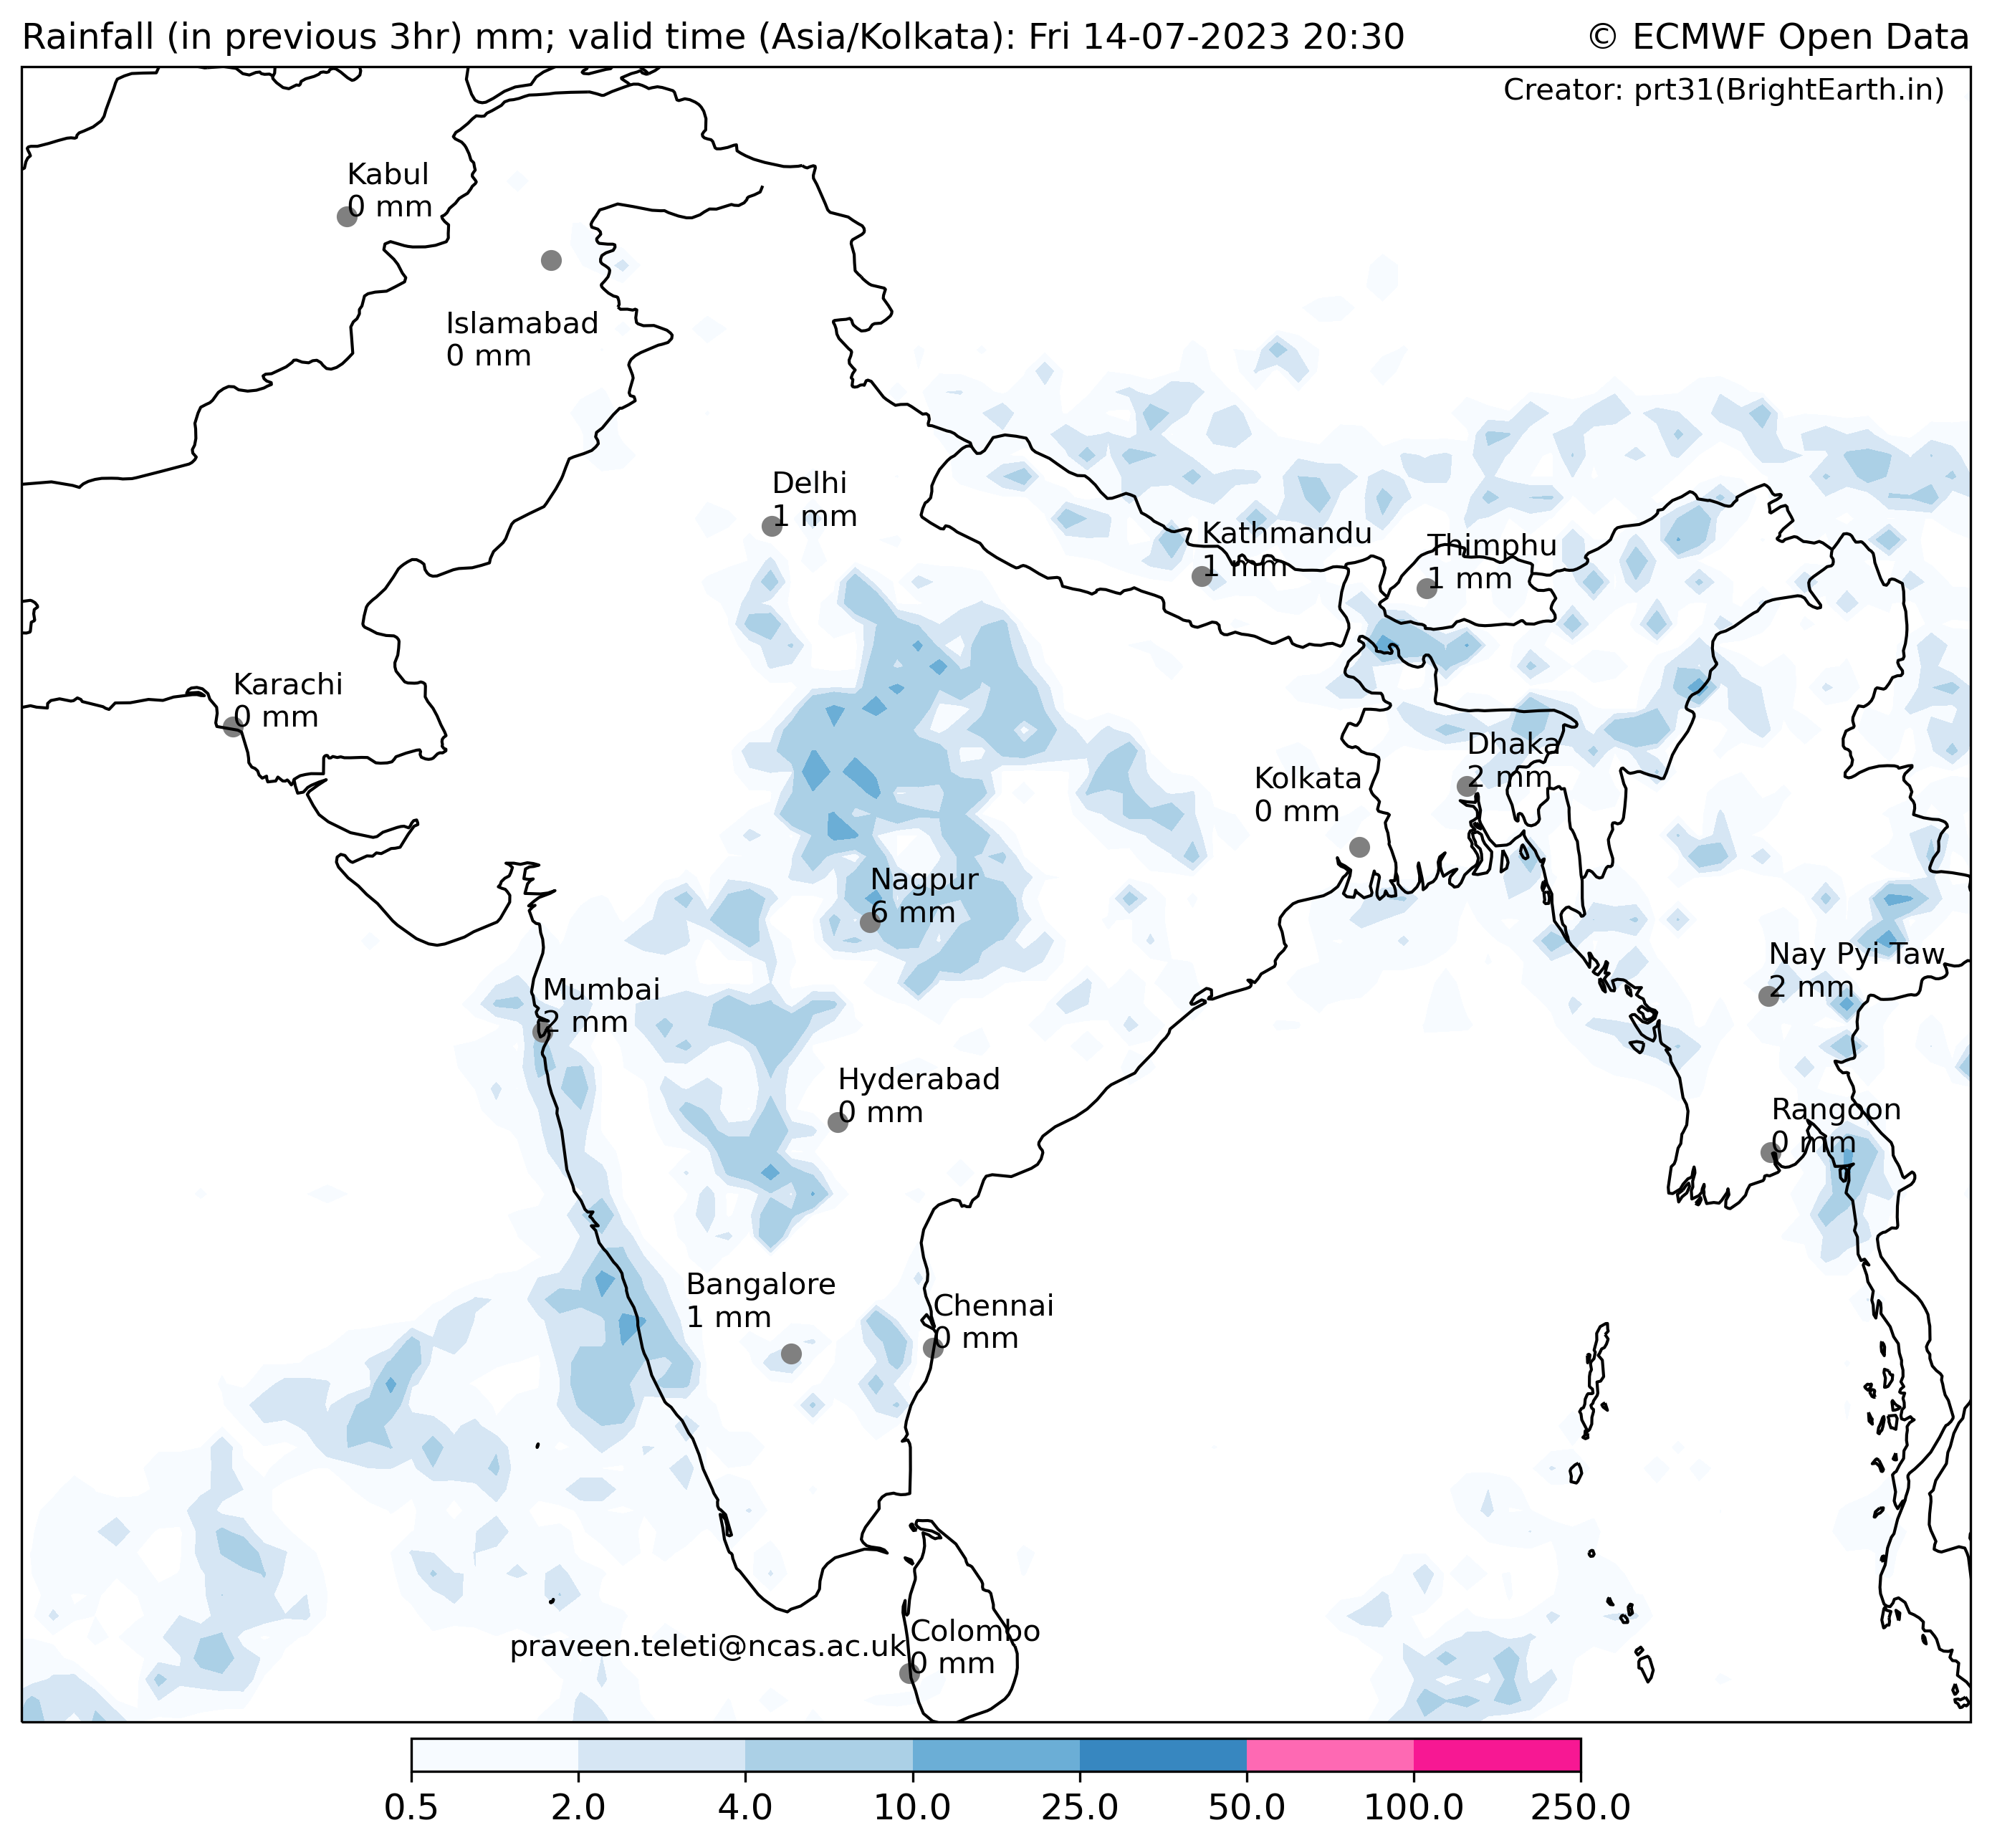 Rainfall (in previous 3hr) mm; valid time (Asia/Kolkata): Fri 14-07-2023 20:30
© ECMWF Open Data
Creator: prt31(BrightEarth.in)
Kabul
0 mm
Islamabad
0 mm
Delhi
1 mm
Kathmandu
1 mm
Thimphu
1 mm
Karachi
0 mm
Dhaka
2 mm
Kolkata
0 mm
Nagpur
6 mm
Nay Pyi Taw
2 mm
Mumbai
2 mm
Hyderabad
0 mm
Rangoon
0 mm
Bangalore
1 mm
Chennai
0 mm
Colombo
0 mm
praveen.teleti@ncas.ac.uk
0.5 2.0 4.0 10.0 25.0 50.0 100.0 250.0